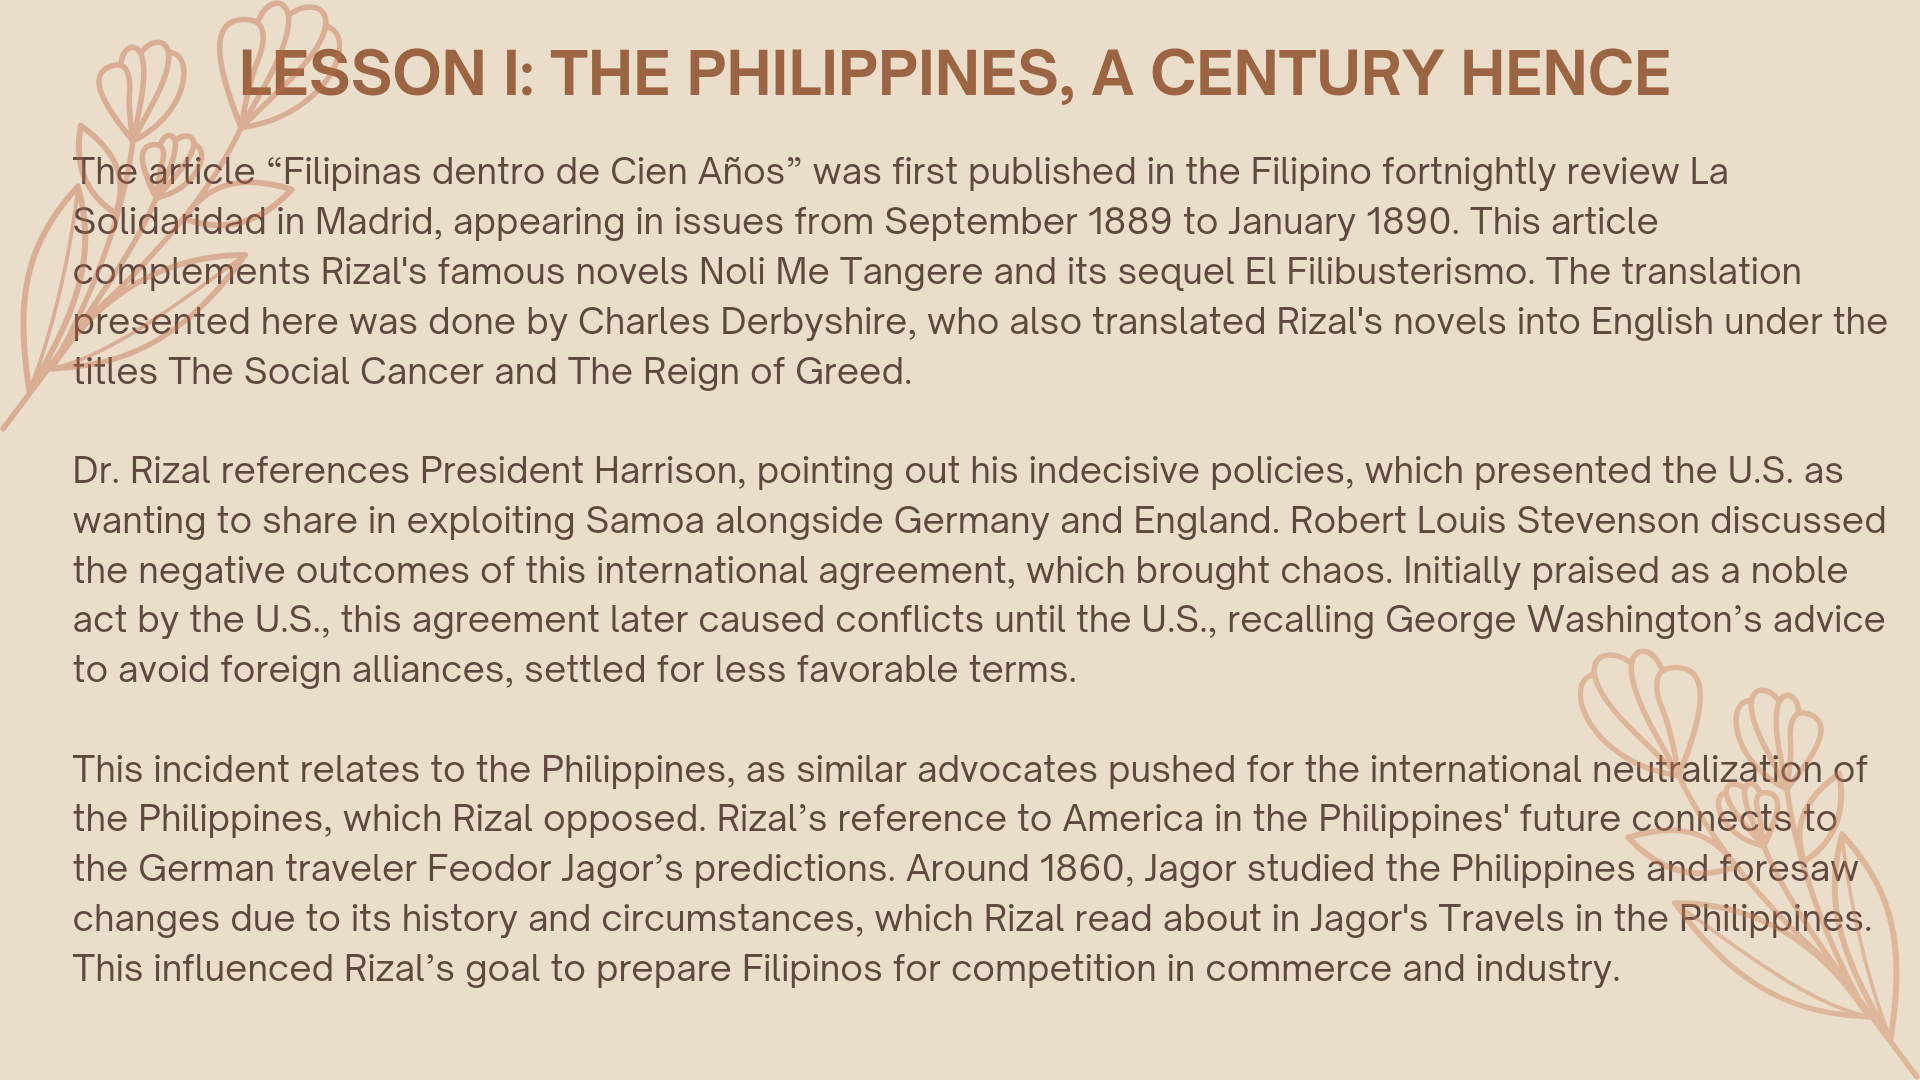 LESSON I: THE PHILIPPINES, A CENTURY HENCE
The article “Filipinas dentro de Cien Años” was first published in the Filipino fortnightly review La
Solidaridad in Madrid, appearing in issues from September 1889 to January 1890. This article
complements Rizal's famous novels Noli Me Tangere and its sequel El Filibusterismo. The translation
presented here was done by Charles Derbyshire, who also translated Rizal's novels into English under the
titles The Social Cancer and The Reign of Greed.
Dr. Rizal references President Harrison, pointing out his indecisive policies, which presented the U.S. as
wanting to share in exploiting Samoa alongside Germany and England. Robert Louis Stevenson discussed
the negative outcomes of this international agreement, which brought chaos. Initially praised as a noble
act by the U.S., this agreement later caused conflicts until the U.S., recalling George Washington’s advice
to avoid foreign alliances, settled for less favorable terms.
This incident relates to the Philippines, as similar advocates pushed for the international neutralization of
the Philippines, which Rizal opposed. Rizal’s reference to America in the Philippines' future connects to
the German traveler Feodor Jagor’s predictions. Around 1860, Jagor studied the Philippines and foresaw
changes due to its history and circumstances, which Rizal read about in Jagor's Travels in the Philippines.
This influenced Rizal’s goal to prepare Filipinos for competition in commerce and industry.